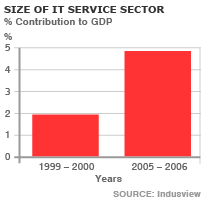 SIZE OF IT SERVICE SECTOR
% Contribution to GDP
%
5
4
3
2
1
0
1999 – 2000 2005 – 2006
Years
SOURCE: Indusview